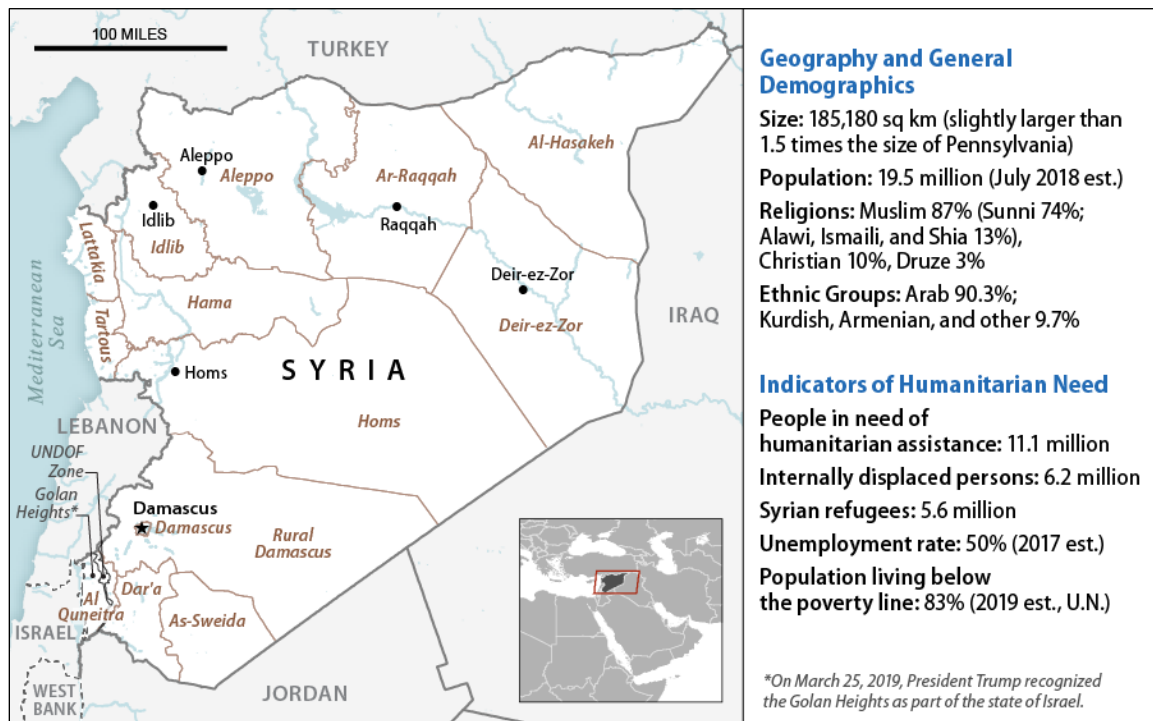 100 MILES
TURKEY
Aleppo
Aleppo
Al-Hasakeh
Ar-Raqqah
Idlib
Idlib
Raqqah
Lattakia
Deir-ez-Zor
Deir-ez-Zor
Hama
Tartous
Mediterranean
Sea
IRAQ
SYRIA
Homs
Homs
LEBANON
UNDOF
Zone
Golan
Heights*
Damascus
Damascus
Rural
Damascus
Dar'a
Al
Quneitra
As-Sweida
ISRAEL
WEST
BANK
JORDAN
Geography and General
Demographics
Size: 185,180 sq km (slightly larger than
1.5 times the size of Pennsylvania)
Population: 19.5 million (July 2018 est.)
Religions: Muslim 87% (Sunni 74%;
Alawi, Ismaili, and Shia 13%),
Christian 10%, Druze 3%
Ethnic Groups: Arab 90.3%;
Kurdish, Armenian, and other 9.7%
Indicators of Humanitarian Need
People in need of
humanitarian assistance: 11.1 million
Internally displaced persons: 6.2 million
Syrian refugees: 5.6 million
Unemployment rate: 50% (2017 est.)
Population living below
the poverty line: 83% (2019 est., U.N.)
*On March 25, 2019, President Trump recognized
the Golan Heights as part of the state of Israel.